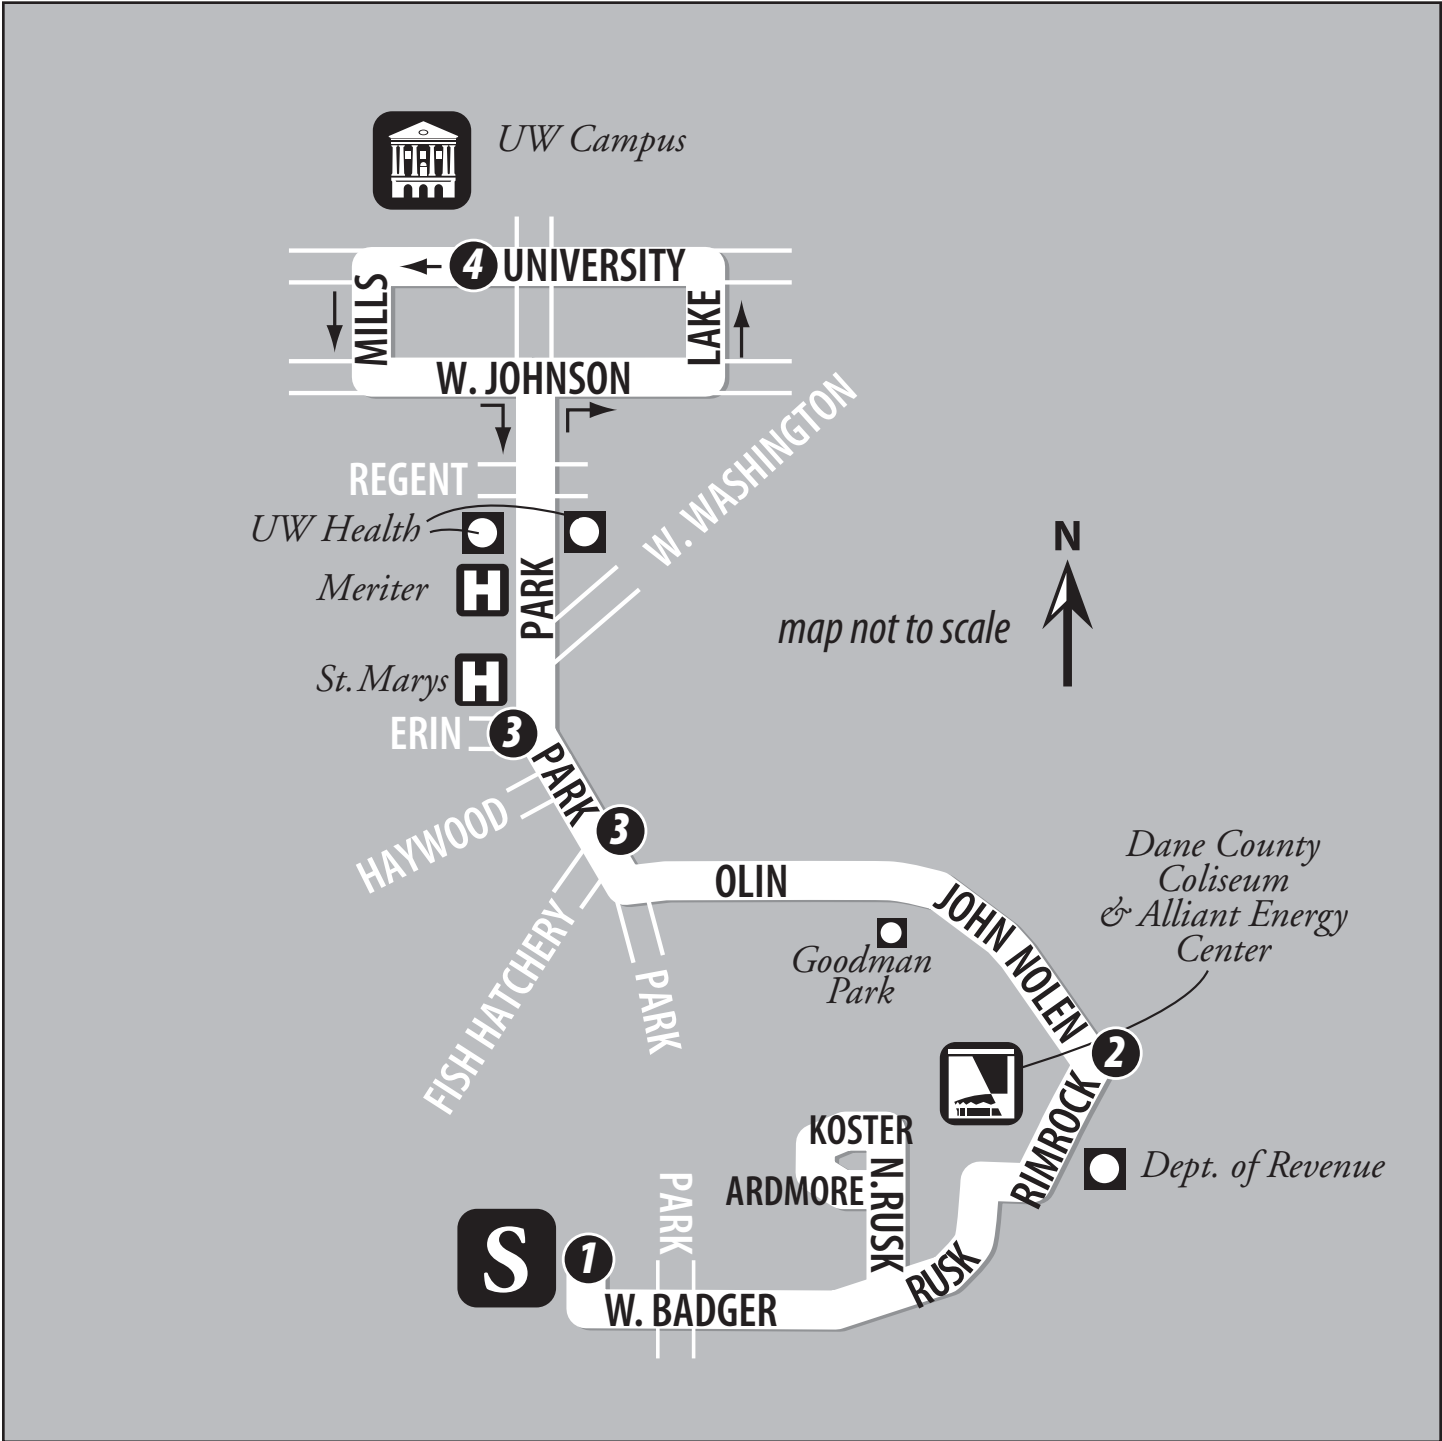 UW Campus
4
UNIVERSITY
MILLS
LAKE
W. JOHNSON
W. WASHINGTON
REGENT
UW Health
N
PARK
Meriter
H
map not to scale
St. Marys
H
ERIN
3
PARK
HAYWOOD
3
Dane County
Coliseum
& Alliant Energy
Center
OLIN
JOHN NOLEN
FISH HATCHERY
PARK
Goodman
Park
2
RIMROCK
KOSTER
ARDMORE
N. RUSK
Dept. of Revenue
PARK
S
1
RUSK
W. BADGER